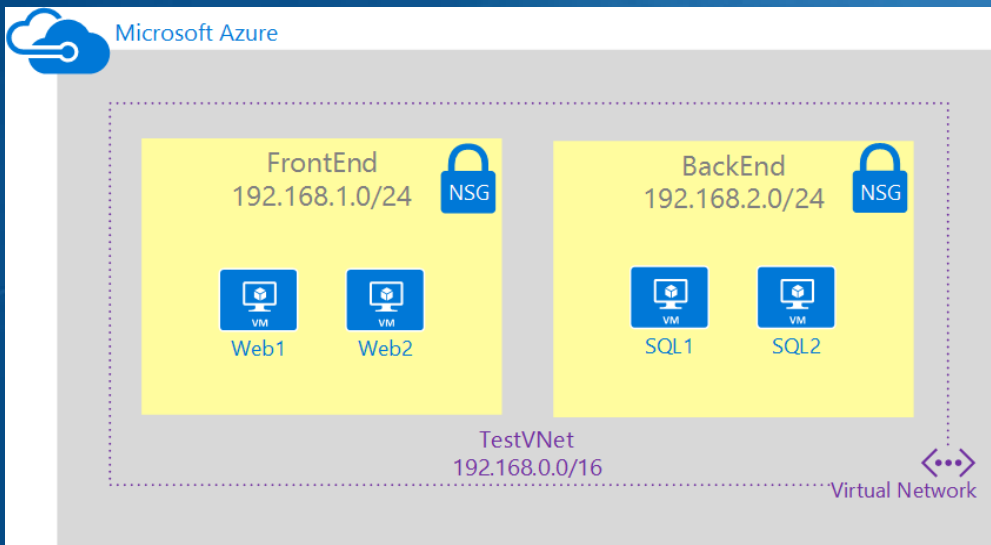 Microsoft Azure
FrontEnd
192.168.1.0/24
NSG
VM
Web1
VM
Web2
BackEnd
192.168.2.0/24
NSG
VM
SQL1
VM
SQL2
TestVNet
192.168.0.0/16
Virtual Network